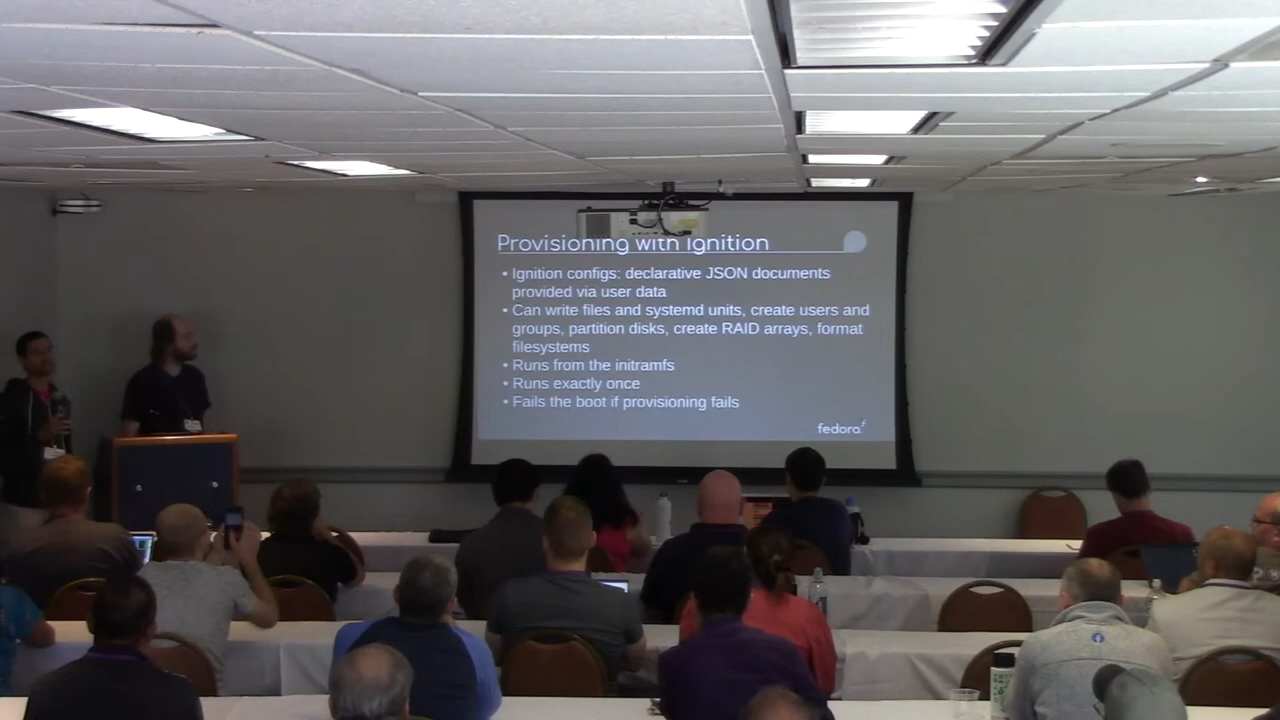 Provisioning with Ignition
• Ignition configs: declarative JSON documents
provided via user data
• Can write files and systemd units, create users and
groups, partition disks, create RAID arrays, format
filesystems
• Runs from the initramfs
• Runs exactly once
• Fails the boot if provisioning fails
fedora